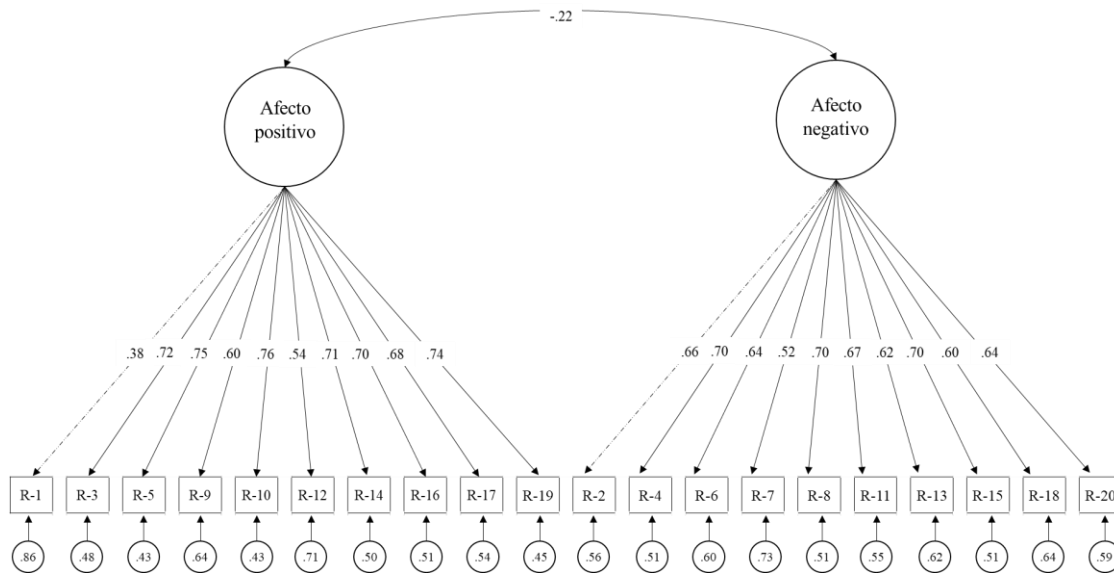 -.22
Afecto
positivo
Afecto
negativo
.38 .72 .75 .60 .76 .54 .71 .70 .68 .74
.66 .70 .64 .52 .70 .67 .62 .70 .60 .64
R-1 R-3 R-5 R-9 R-10 R-12 R-14 R-16 R-17 R-19 R-2 R-4 R-6 R-7 R-8 R-11 R-13 R-15 R-18 R-20
.86 .48 .43 .64 .43 .71 .50 .51 .54 .45 .56 .51 .60 .73 .51 .55 .62 .51 .64 .59